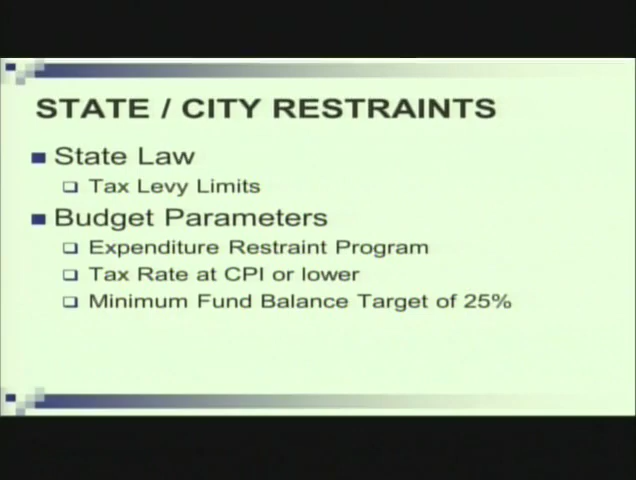 STATE / CITY RESTRAINTS
State Law
Tax Levy Limits
Budget Parameters
Expenditure Restraint Program
Tax Rate at CPI or lower
Minimum Fund Balance Target of 25%